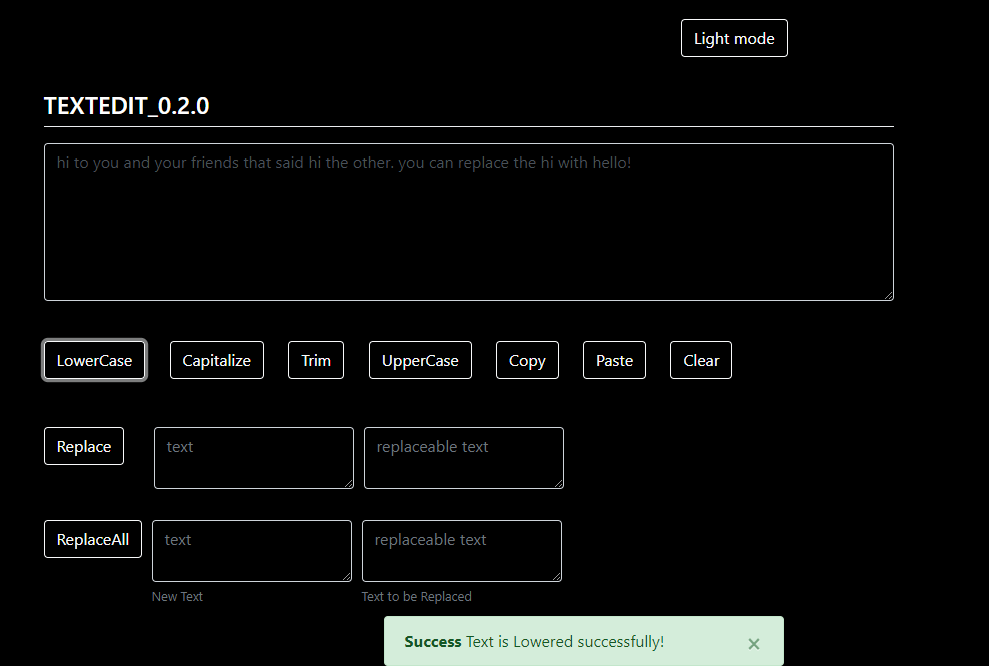 Light mode
TEXTEDIT_0.2.0
hi to you and your friends that said hi the other. you can replace the hi with hello!
LowerCase Capitalize Trim UpperCase Copy Paste Clear
Replace text replaceable text
ReplaceAll text replaceable text
New Text Text to be Replaced
Success Text is Lowered successfully! ×